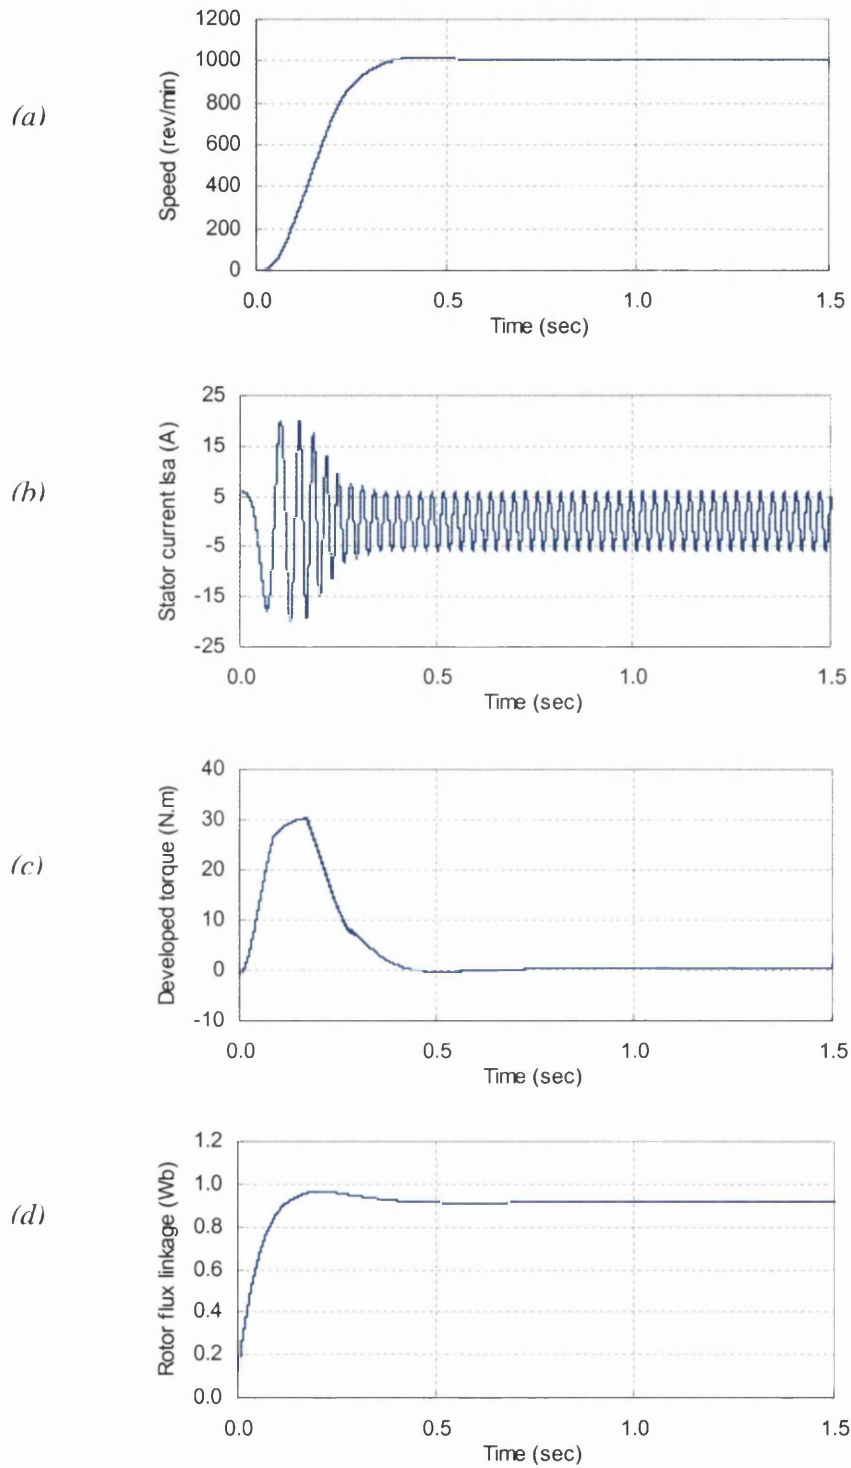 (a)
Speed (rev/min)
1200
1000
800
600
400
200
0
0.0 0.5 1.0 1.5
Time (sec)
(b)
Stator current Isa (A)
25
15
5
-5
-15
-25
0.0 0.5 1.0 1.5
Time (sec)
(c)
Developed torque (N.m)
40
30
20
10
0
-10
0.0 0.5 1.0 1.5
Time (sec)
(d)
Rotor flux linkage (Wb)
1.2
1.0
0.8
0.6
0.4
0.2
0.0
0.0 0.5 1.0 1.5
Time (sec)